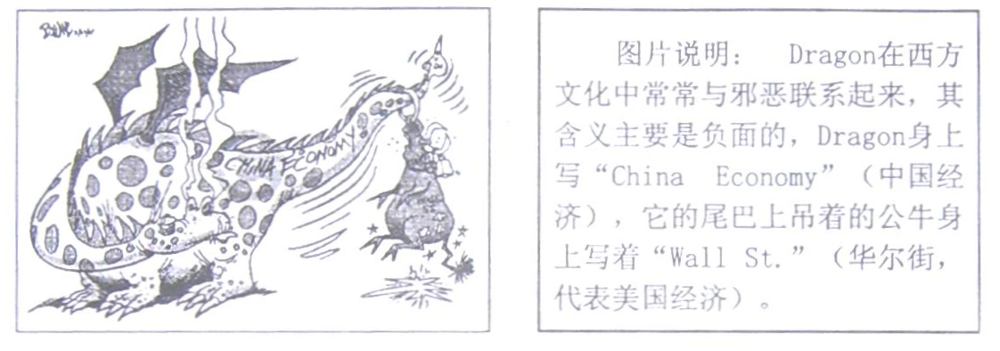 CHINA ECONOMY
图片说明： Dragon在西方
文化中常常与邪恶联系起来，其
含义主要是负面的，Dragon身上
写“China Economy”（中国经
济），它的尾巴上吊着的公牛身
上写着“Wall St.”（华尔街，
代表美国经济）。